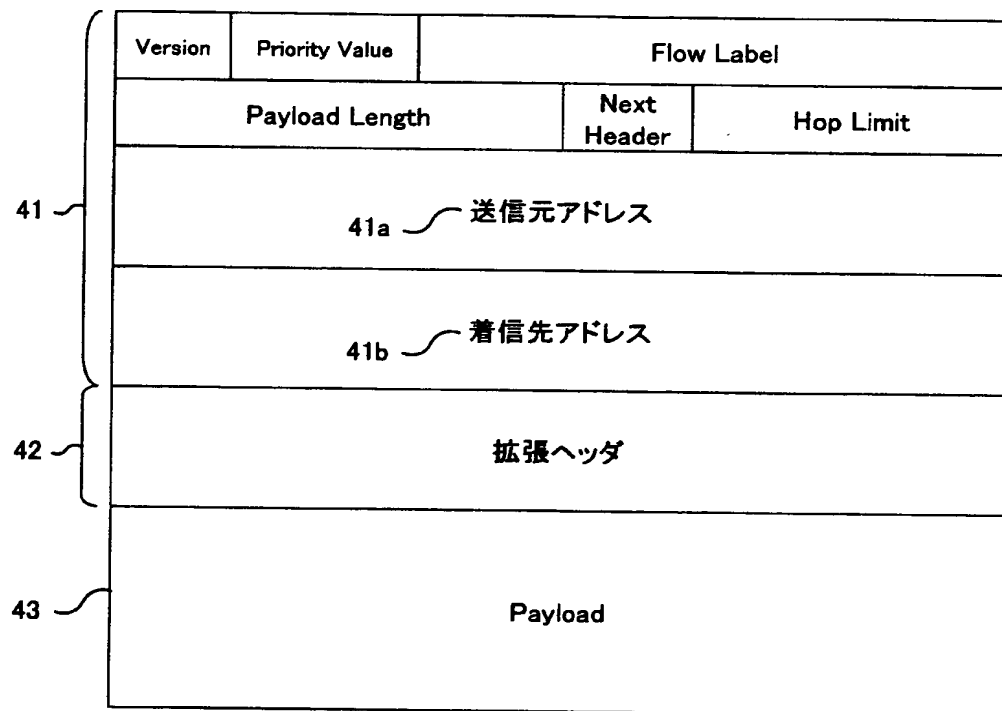 Version Priority Value Flow Label
Payload Length Next Header Hop Limit
41
41a 送信元アドレス
41b 着信先アドレス
42 拡張ヘッダ
43 Payload